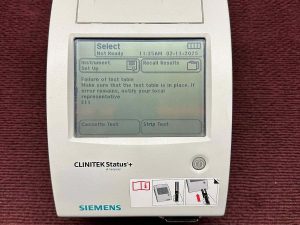 Select
Not Ready 11:25AM 02-11-2025
Instrument
Set Up
Recall Results
Failure of test table
Make sure that the test table is in place. If
error remains, notify your local
representative
E11
Cassette Test
Strip Test
CLINITEK Status®+
Analyzer
SIEMENS